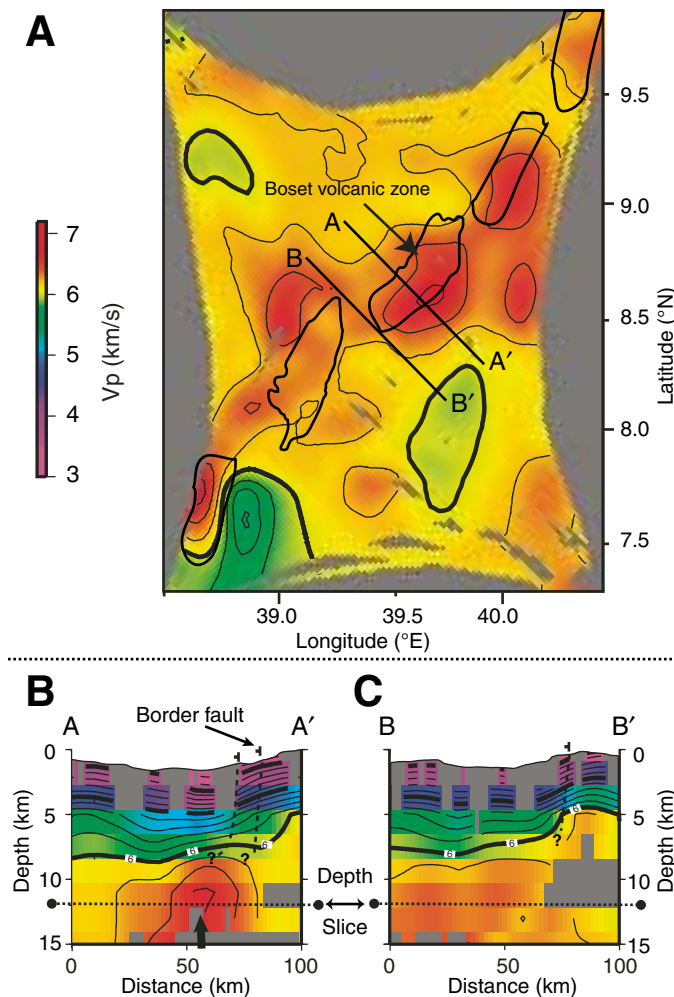 A
9.5
9.0
8.5
8.0
7.5
Latitude (°N)
Boset volcanic zone
A
B
A′
B′
7
6
5
4
3
Vp (km/s)
39.0
39.5
40.0
Longitude (°E)
B
C
A
Border fault
A′
B
B′
0
5
10
15
Depth (km)
6
6
6
?
?
0
50
100
Distance (km)
Depth
Slice
6
6
?
0
5
10
15
Depth (km)
0
50
100
Distance (km)